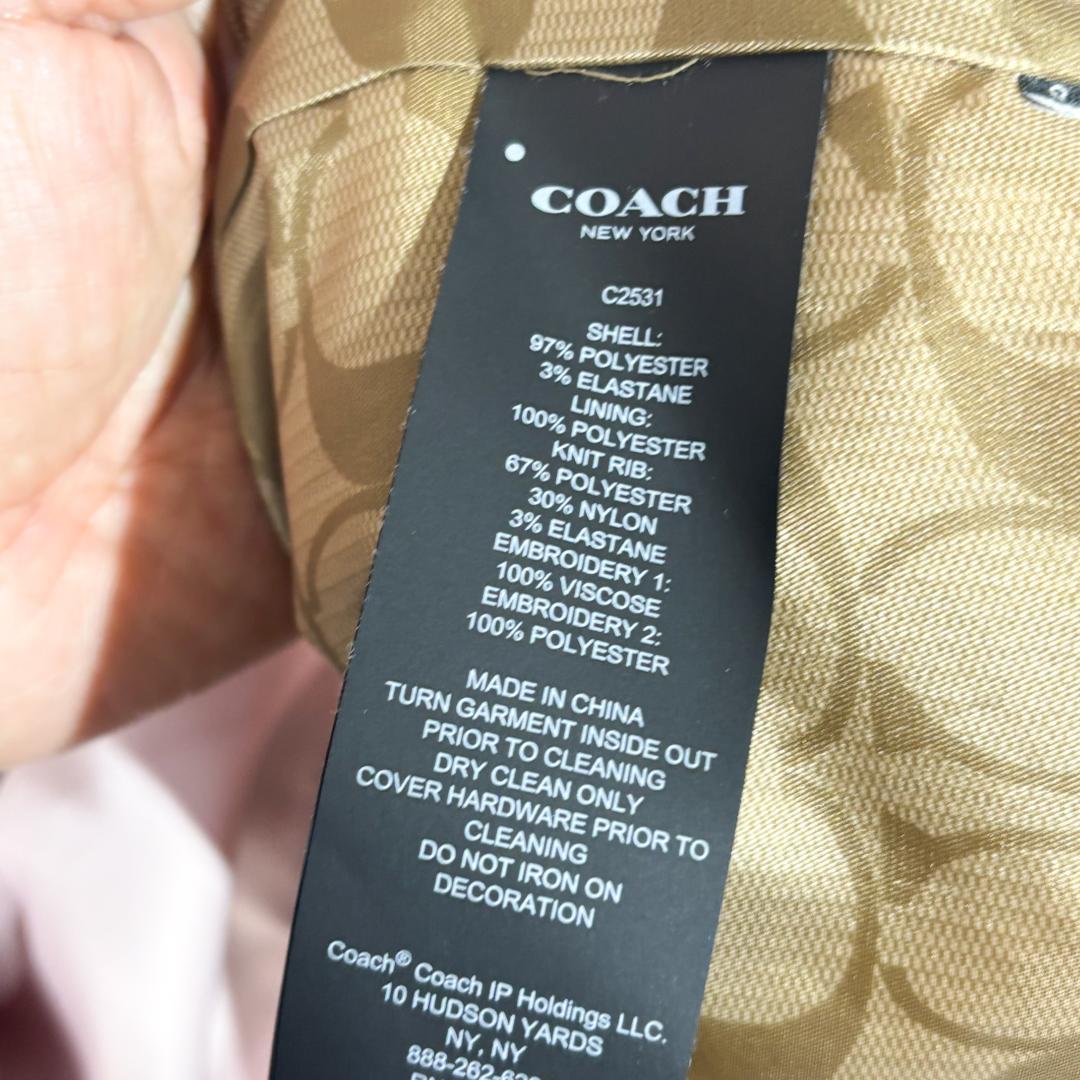 COACH
NEW YORK
C2531
SHELL:
97% POLYESTER
3% ELASTANE
LINING:
100% POLYESTER
KNIT RIB:
67% POLYESTER
30% NYLON
3% ELASTANE
EMBROIDERY 1:
100% VISCOSE
EMBROIDERY 2:
100% POLYESTER
MADE IN CHINA
TURN GARMENT INSIDE OUT
PRIOR TO CLEANING
DRY CLEAN ONLY
COVER HARDWARE PRIOR TO
CLEANING
DO NOT IRON ON
DECORATION
Coach® Coach IP Holdings LLC.
10 HUDSON YARDS
NY, NY